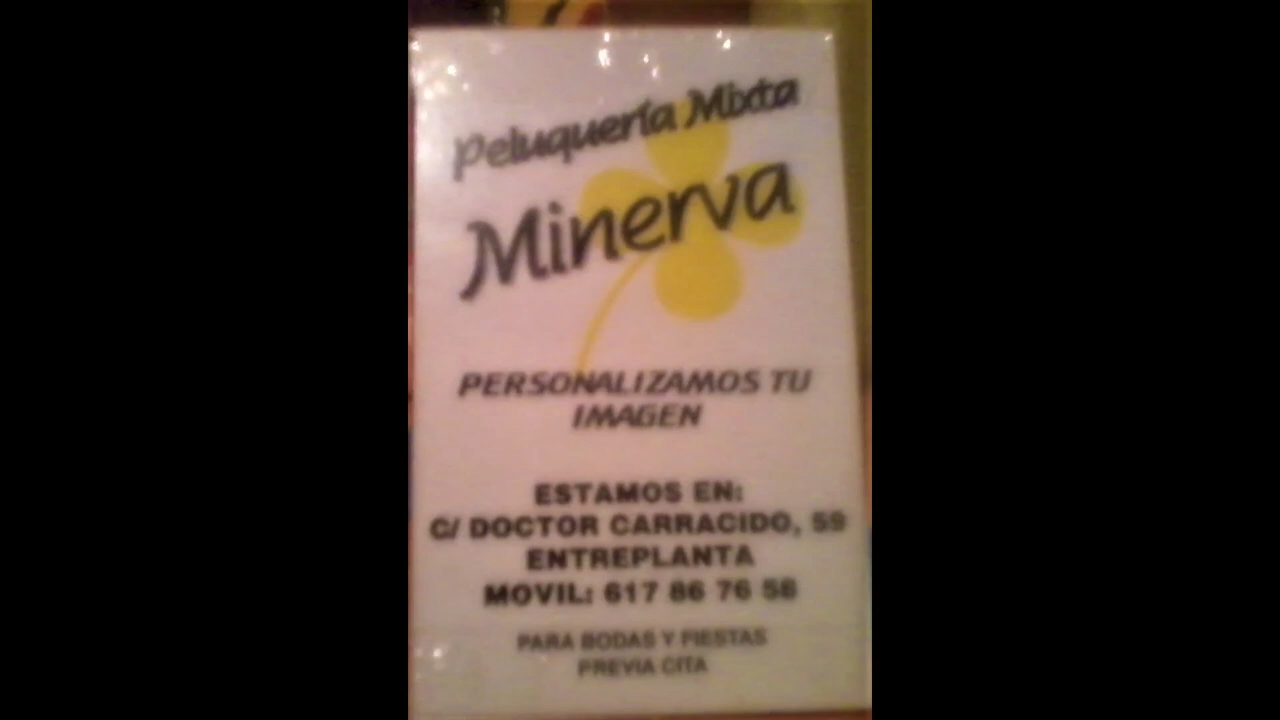 Peluquería Mixta
Minerva
PERSONALIZAMOS TU
IMAGEN
ESTAMOS EN:
C/ DOCTOR CARRACIDO, 59
ENTREPLANTA
MOVIL: 617 86 76 58
PARA BODAS Y FIESTAS
PREVIA CITA